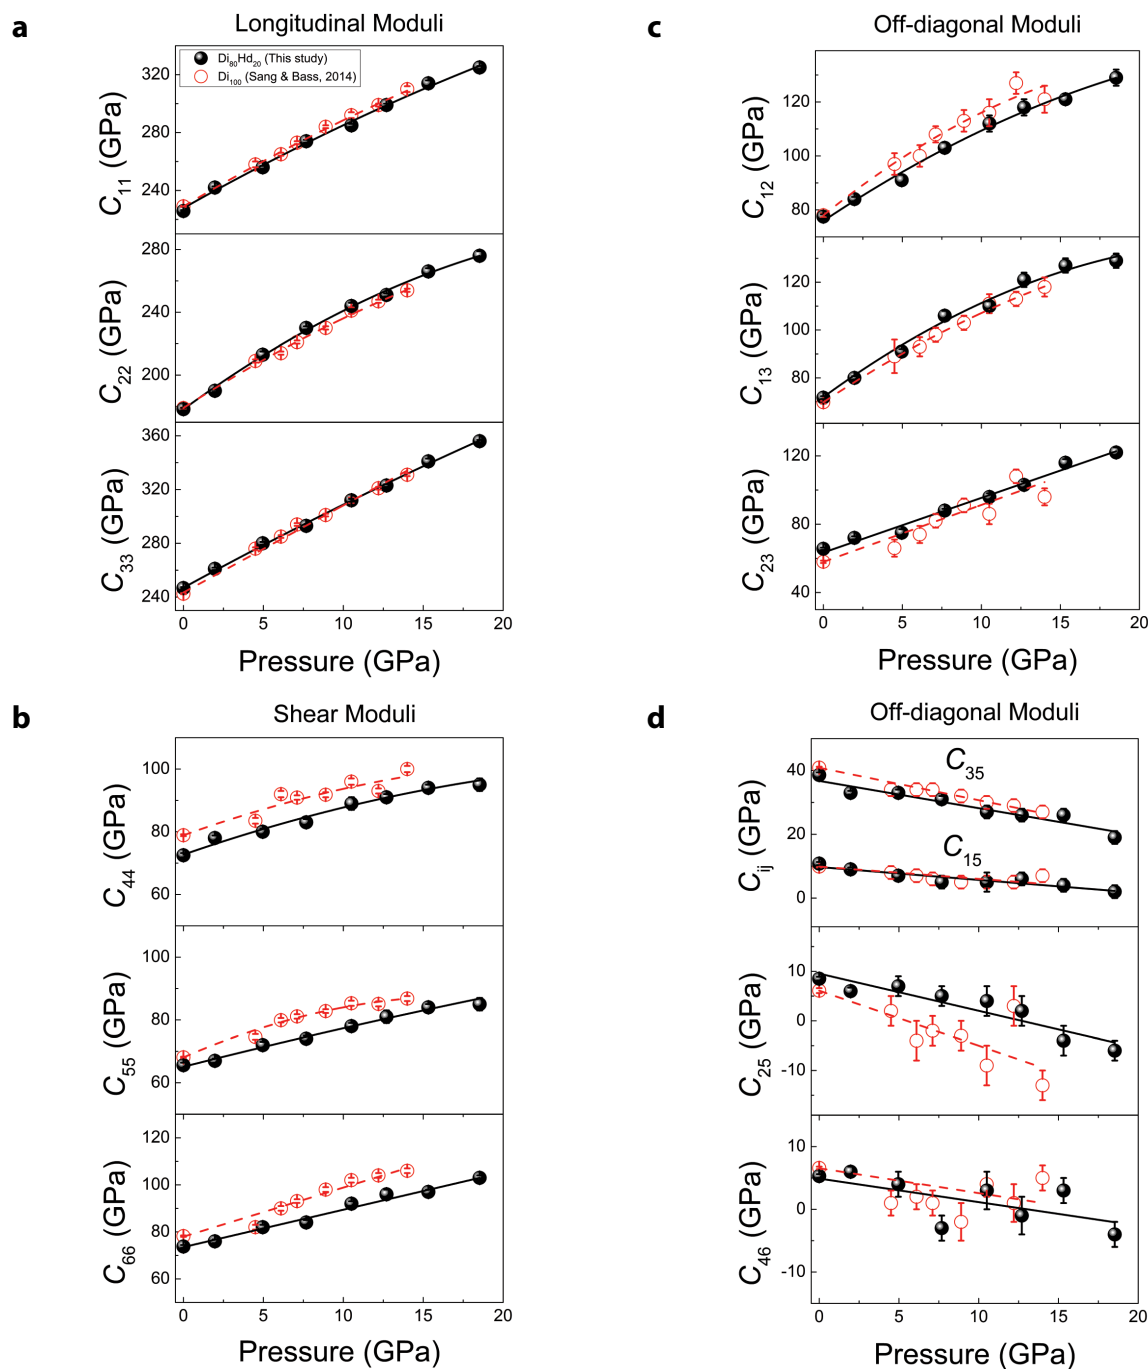 a
Longitudinal Moduli
Di80Hd20 (This study)
Di100 (Sang & Bass, 2014)
320
280
240
C11 (GPa)
280
240
200
C22 (GPa)
360
320
280
240
C33 (GPa)
0 5 10 15 20
Pressure (GPa)
c
Off-diagonal Moduli
120
100
80
C12 (GPa)
120
100
80
C13 (GPa)
120
80
40
C23 (GPa)
0 5 10 15 20
Pressure (GPa)
b
Shear Moduli
100
80
60
C44 (GPa)
100
80
60
C55 (GPa)
120
100
80
60
C66 (GPa)
0 5 10 15 20
Pressure (GPa)
d
Off-diagonal Moduli
40
20
0
Cij (GPa)
C35
C15
10
0
-10
C25 (GPa)
10
0
-10
C46 (GPa)
0 5 10 15 20
Pressure (GPa)